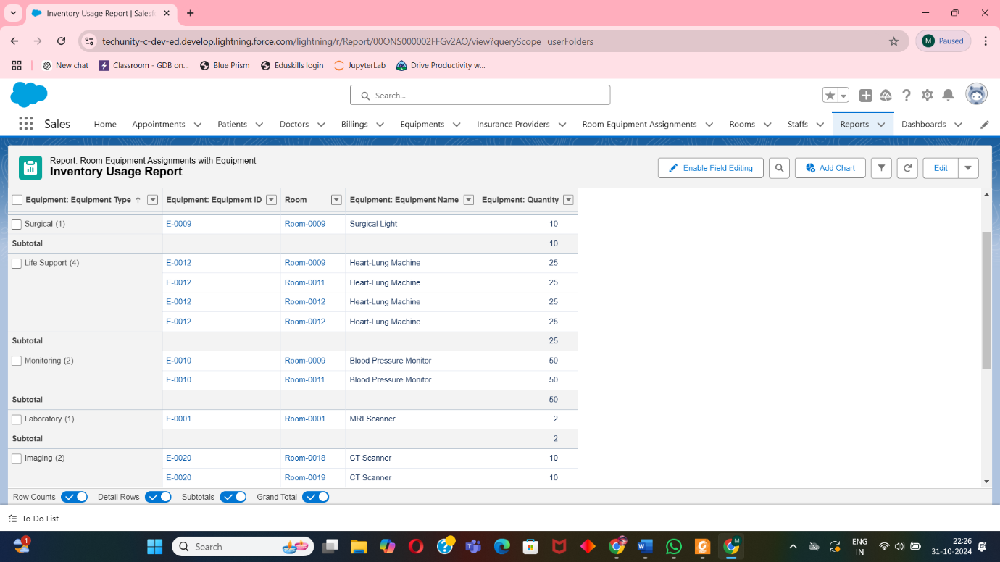 Inventory Usage Report | Salesf
techunity-c-dev-ed.develop.lightning.force.com/lightning/r/Report/00ONS000002FFGv2AO/view?queryScope=userFolders
M Paused
New chat Classroom - GDB on... Blue Prism Eduskills login JupyterLab Drive Productivity w...
Search...
Sales Home Appointments Patients Doctors Billings Equipments Insurance Providers Room Equipment Assignments Rooms Staffs Reports Dashboards
Report: Room Equipment Assignments with Equipment
Inventory Usage Report
Enable Field Editing Add Chart Edit
Equipment: Equipment Type ↑ Equipment: Equipment ID Room Equipment: Equipment Name Equipment: Quantity
Surgical (1) E-0009 Room-0009 Surgical Light 10
Subtotal 10
Life Support (4) E-0012 Room-0009 Heart-Lung Machine 25
E-0012 Room-0011 Heart-Lung Machine 25
E-0012 Room-0012 Heart-Lung Machine 25
E-0012 Room-0012 Heart-Lung Machine 25
Subtotal 25
Monitoring (2) E-0010 Room-0009 Blood Pressure Monitor 50
E-0010 Room-0011 Blood Pressure Monitor 50
Subtotal 50
Laboratory (1) E-0001 Room-0001 MRI Scanner 2
Subtotal 2
Imaging (2) E-0020 Room-0018 CT Scanner 10
E-0020 Room-0019 CT Scanner 10
Row Counts Detail Rows Subtotals Grand Total
To Do List
1 Search M ENG 22:26
IN 31-10-2024